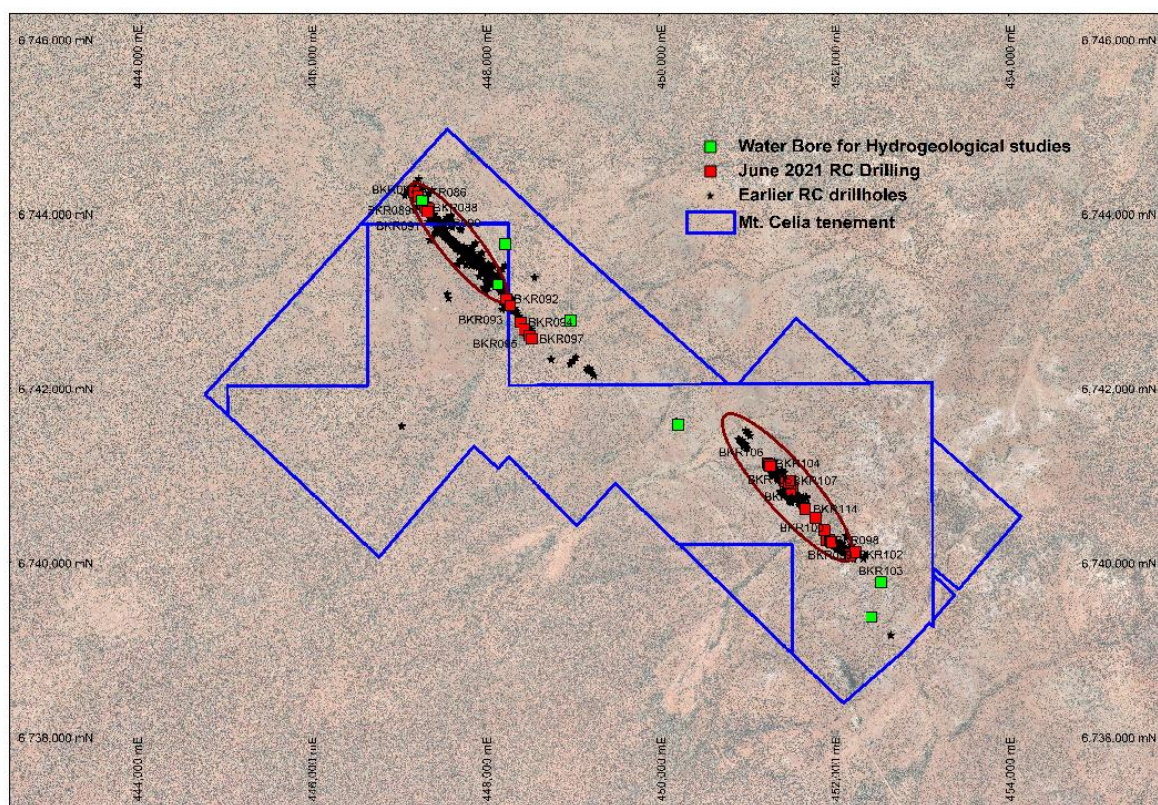 444,000 mE
446,000 mE
448,000 mE
450,000 mE
452,000 mE
454,000 mE
6,746,000 mN
6,746,000 mN
Water Bore for Hydrogeological studies
June 2021 RC Drilling
Earlier RC drillholes
Mt. Celia tenement
BKR086
BKR088
BKR089
BKR091
6,744,000 mN
6,744,000 mN
BKR092
BKR093
BKR094
BKR095
BKR097
6,742,000 mN
6,742,000 mN
BKR106
BKR104
BKR107
BKR114
BKR098
BKR102
BKR103
6,740,000 mN
6,740,000 mN
6,738,000 mN
6,738,000 mN
444,000 mE
446,000 mE
448,000 mE
450,000 mE
452,000 mE
454,000 mE